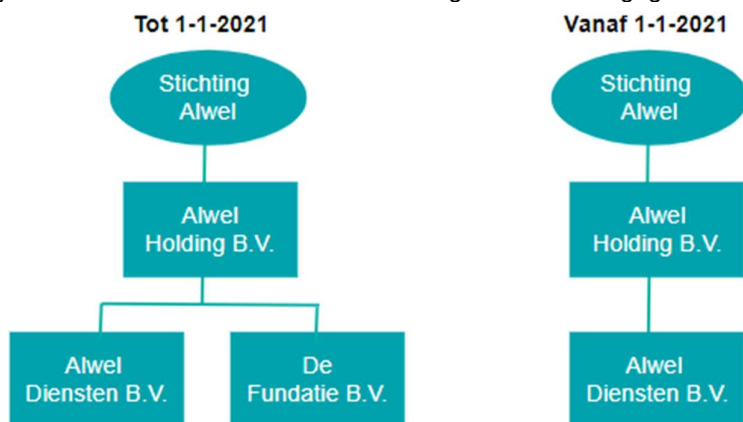 Tot 1-1-2021
Vanaf 1-1-2021
Stichting
Alwel
Stichting
Alwel
Alwel
Holding B.V.
Alwel
Holding B.V.
Alwel
Diensten B.V.
De
Fundatie B.V.
Alwel
Diensten B.V.